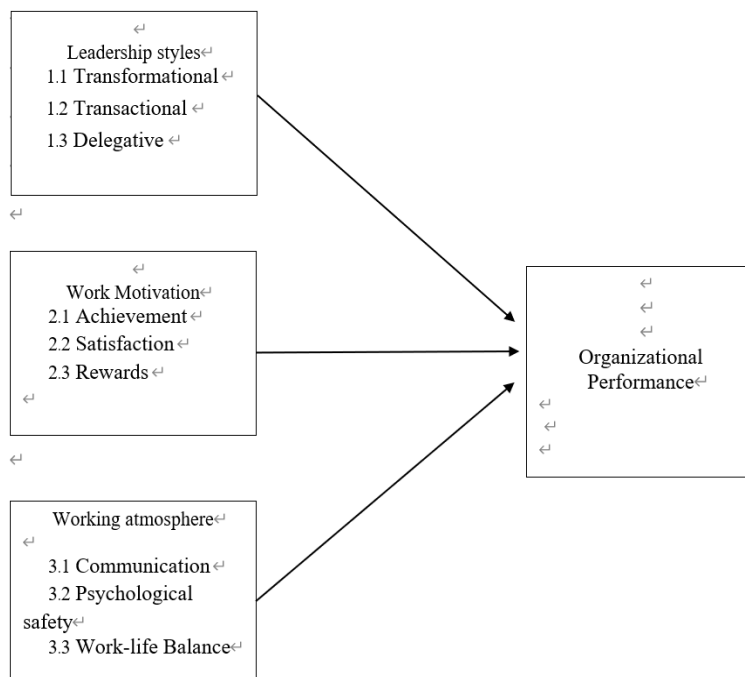 Leadership styles
1.1 Transformational
1.2 Transactional
1.3 Delegative
Work Motivation
2.1 Achievement
2.2 Satisfaction
2.3 Rewards
Organizational
Performance
Working atmosphere
3.1 Communication
3.2 Psychological
safety
3.3 Work-life Balance